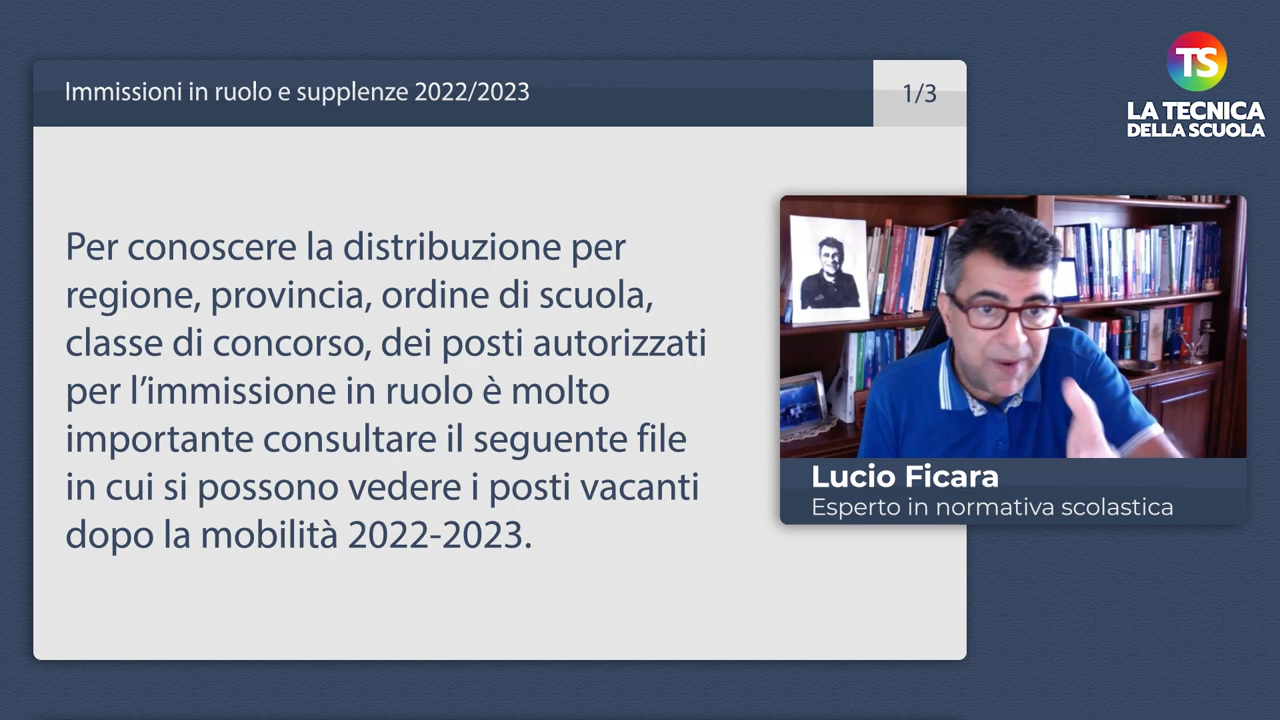 Immissioni in ruolo e supplenze 2022/2023
1/3
TS
LA TECNICA
DELLA SCUOLA
Per conoscere la distribuzione per
regione, provincia, ordine di scuola,
classe di concorso, dei posti autorizzati
per l’immissione in ruolo è molto
importante consultare il seguente file
in cui si possono vedere i posti vacanti
dopo la mobilità 2022-2023.
Lucio Ficara
Esperto in normativa scolastica